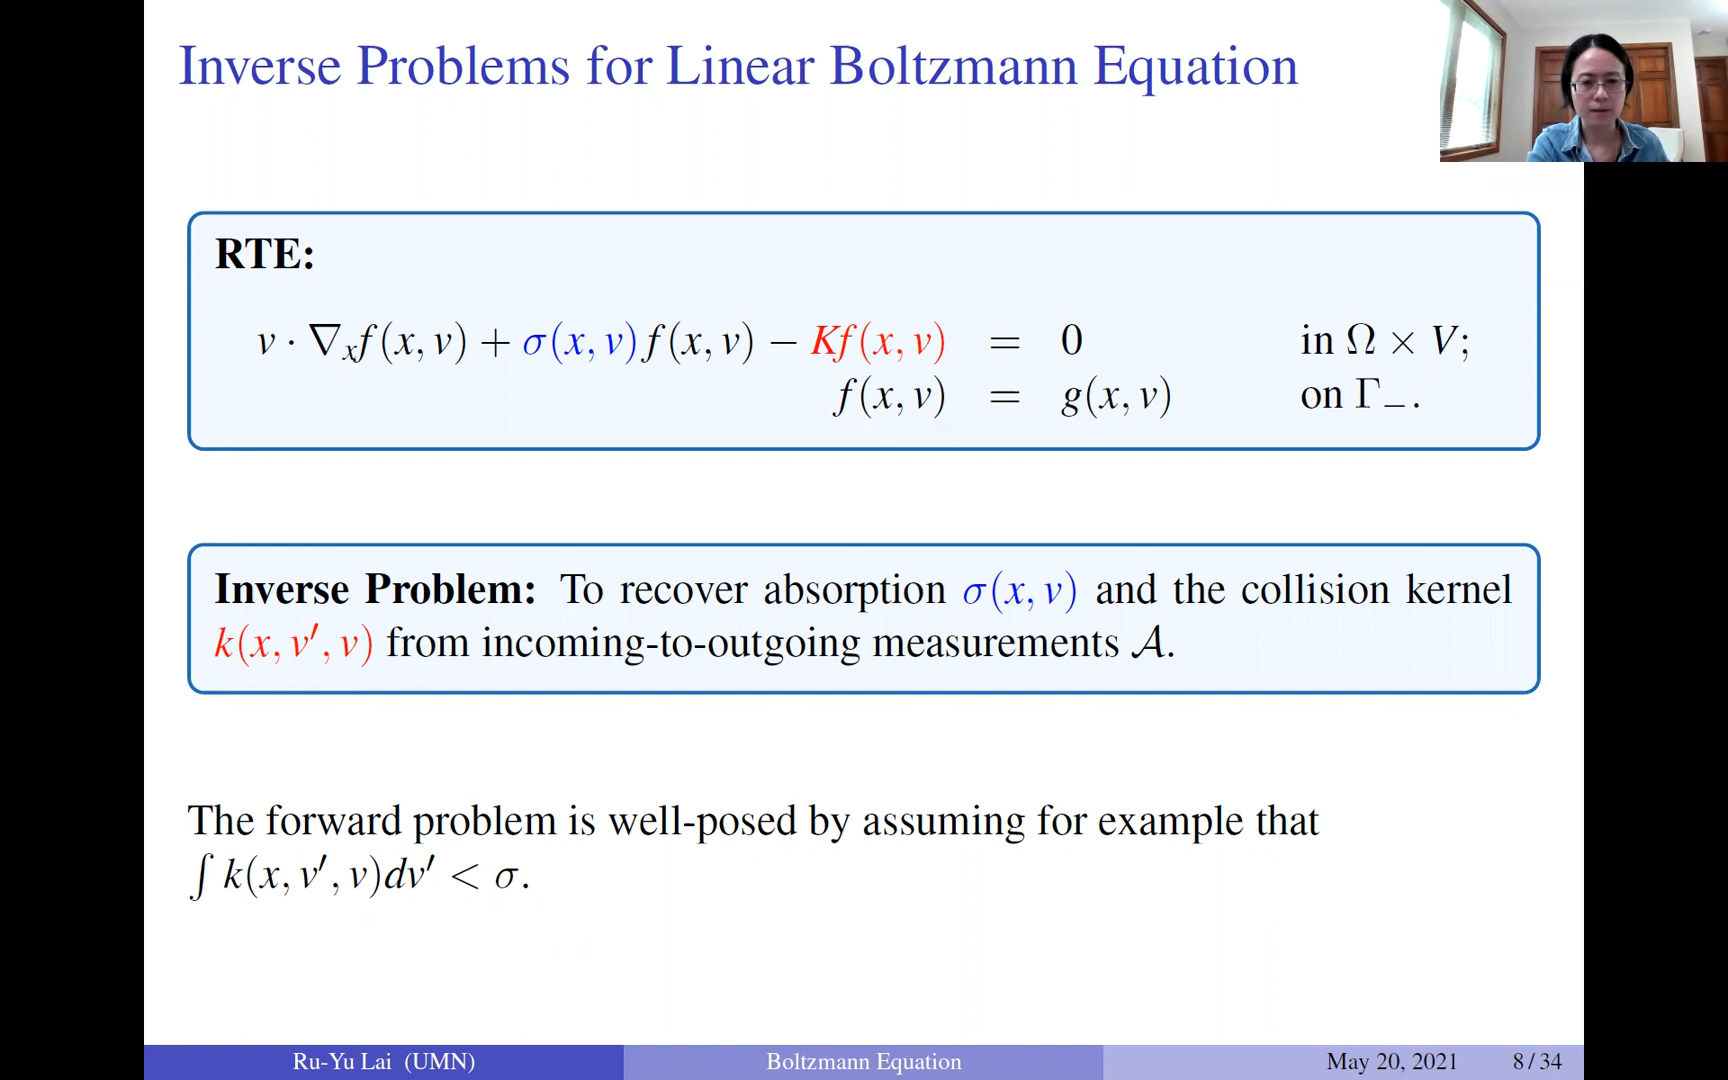 Inverse Problems for Linear Boltzmann Equation
RTE:
v · ∇ₓf(x, v) + σ(x, v)f(x, v) − Kf(x, v) = 0 in Ω × V;
f(x, v) = g(x, v) on Γ₋.
Inverse Problem: To recover absorption σ(x, v) and the collision kernel
k(x, v′, v) from incoming-to-outgoing measurements 𝒜.
The forward problem is well-posed by assuming for example that
∫ k(x, v′, v)dv′ < σ.
Ru-Yu Lai (UMN) Boltzmann Equation May 20, 2021 8 / 34